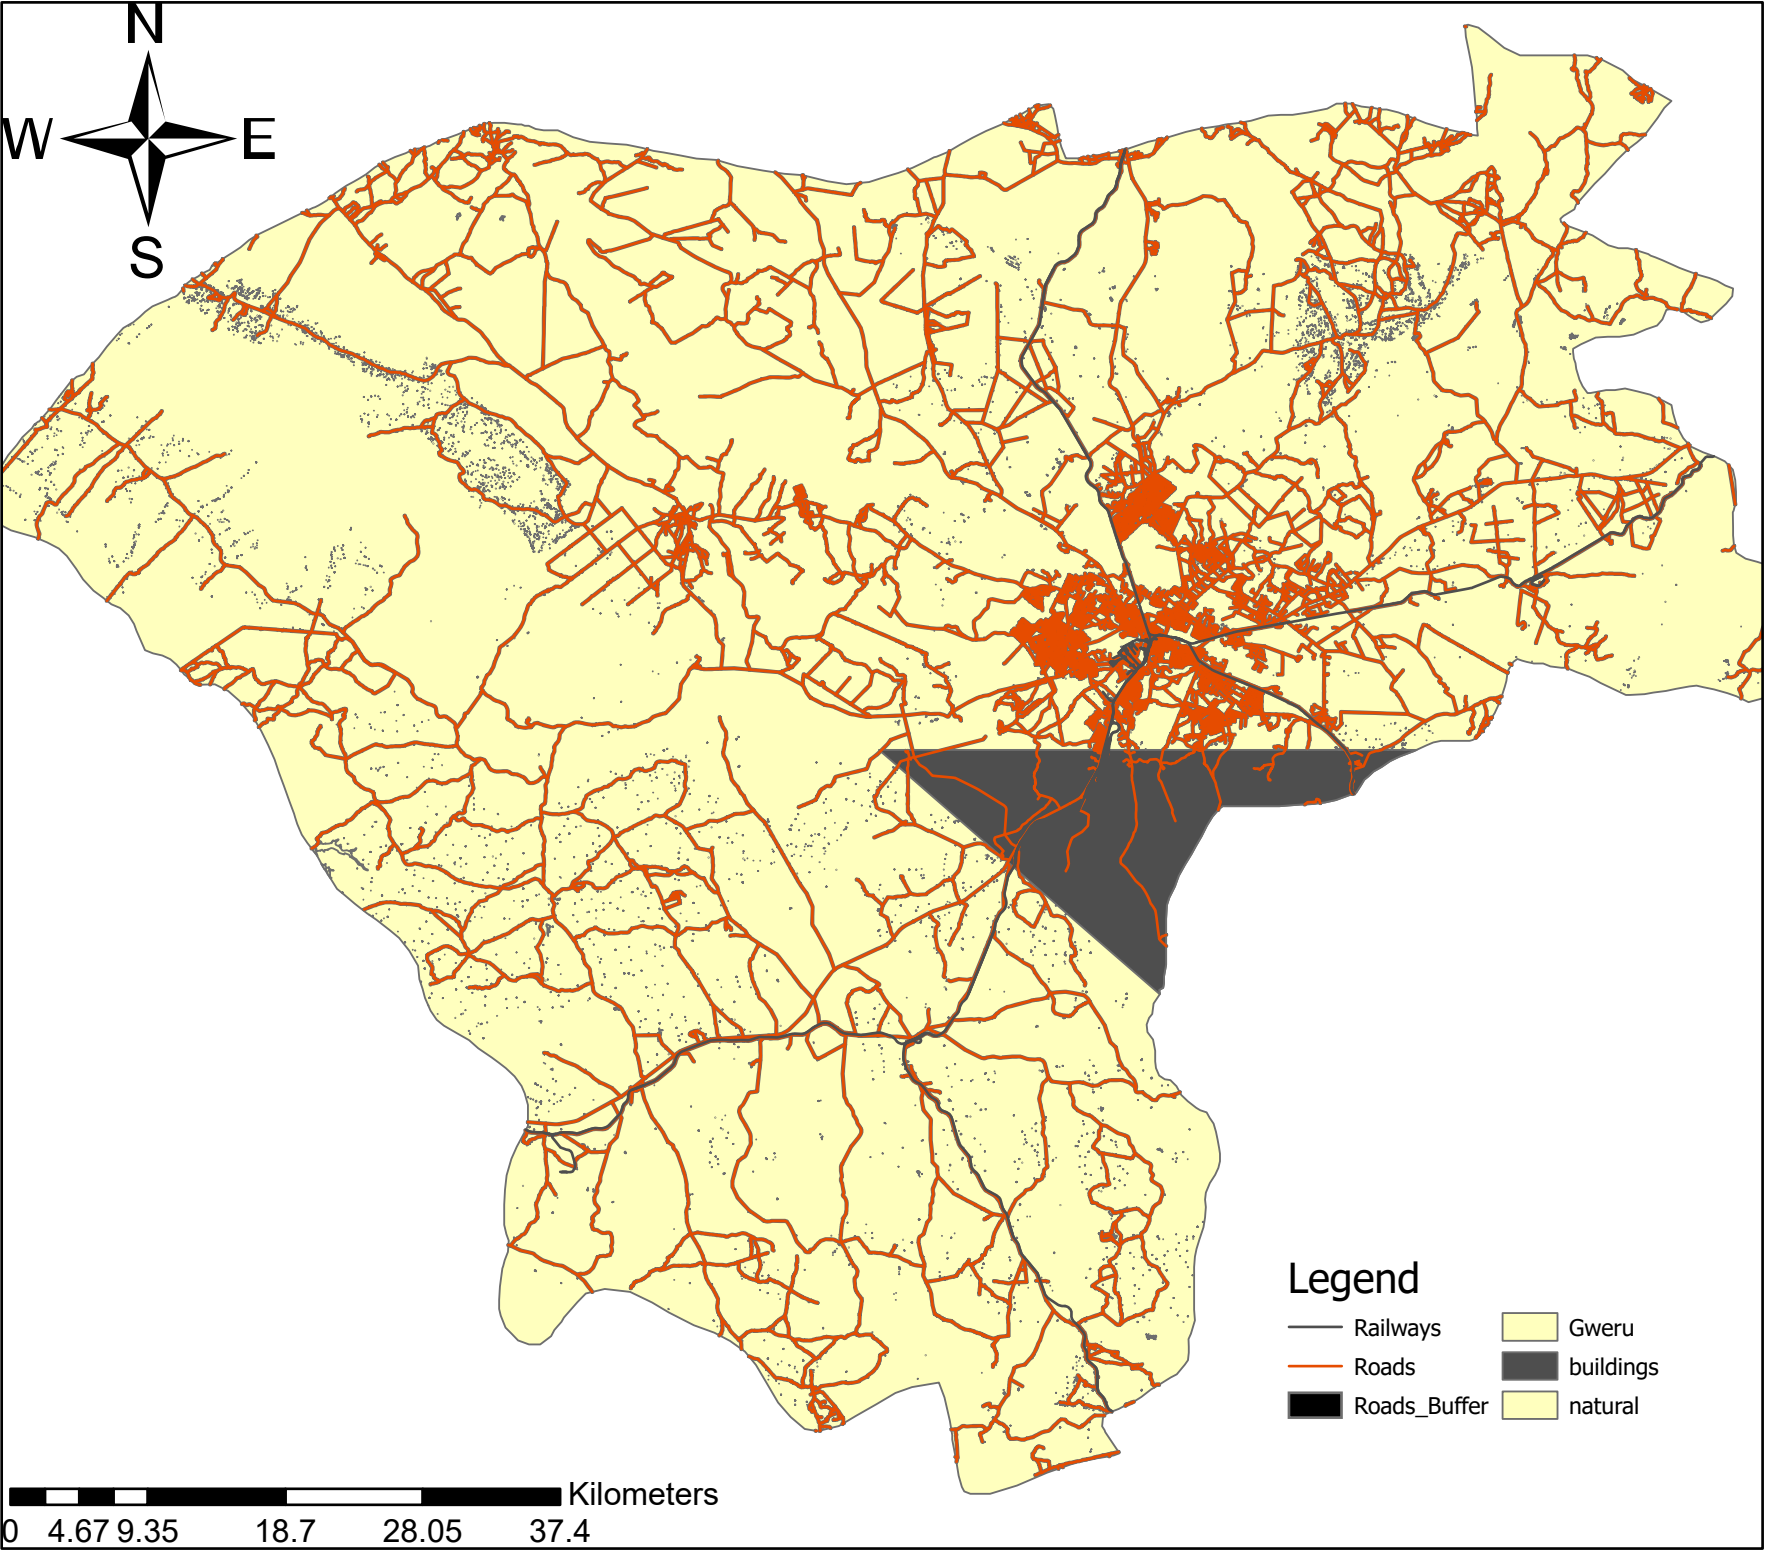 N
W E
S
Legend
Railways Gweru
Roads buildings
Roads_Buffer natural
Kilometers
0 4.67 9.35 18.7 28.05 37.4